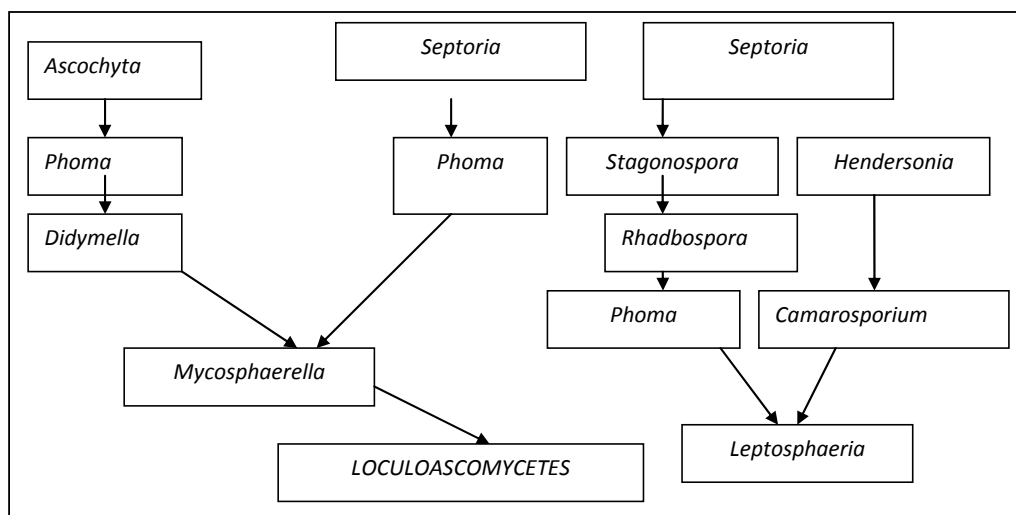 Septoria
Septoria
Ascochyta
Phoma
Phoma
Stagonospora
Hendersonia
Didymella
Rhadbospora
Phoma
Camarosporium
Mycosphaerella
Leptosphaeria
LOCULOASCOMYCETES